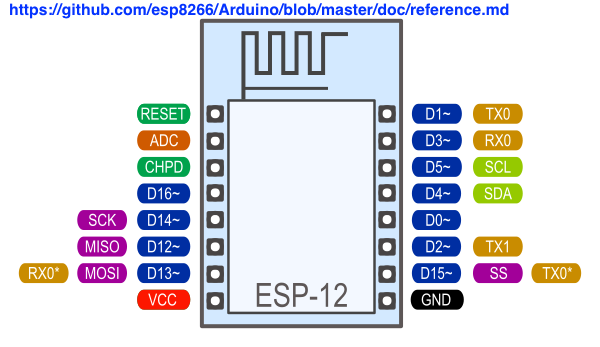 https://github.com/esp8266/Arduino/blob/master/doc/reference.md
RESET D1~ TX0
ADC D3~ RX0
CHPD D5~ SCL
D16~ D4~ SDA
SCK D14~ D0~
MISO D12~ D2~ TX1
RX0* MOSI D13~ D15~ SS TX0*
VCC ESP-12 GND